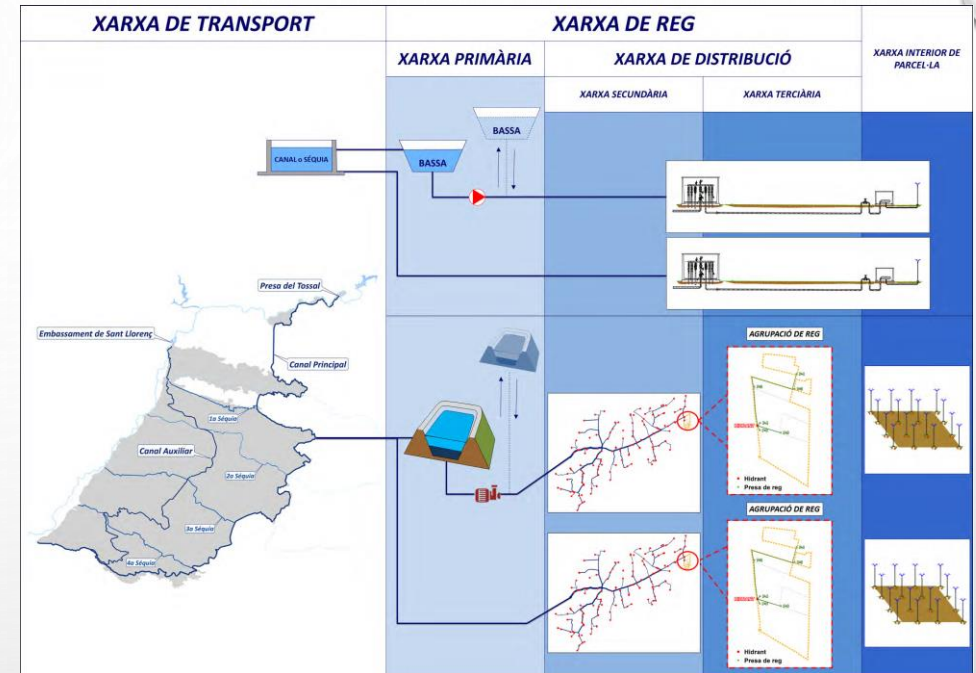 XARXA DE TRANSPORT
XARXA DE REG
XARXA INTERIOR DE
PARCEL·LA
XARXA PRIMÀRIA
XARXA DE DISTRIBUCIÓ
XARXA SECUNDÀRIA
XARXA TERCIÀRIA
BASSA
CANAL o SÉQUIA
BASSA
Presa del Tossal
Embassament de Sant Llorenç
Canal Principal
1a Séquia
Canal Auxiliar
2a Séquia
3a Séquia
4a Séquia
AGRUPACIÓ DE REG
Hidrant
Presa de reg
AGRUPACIÓ DE REG
Hidrant
Presa de reg